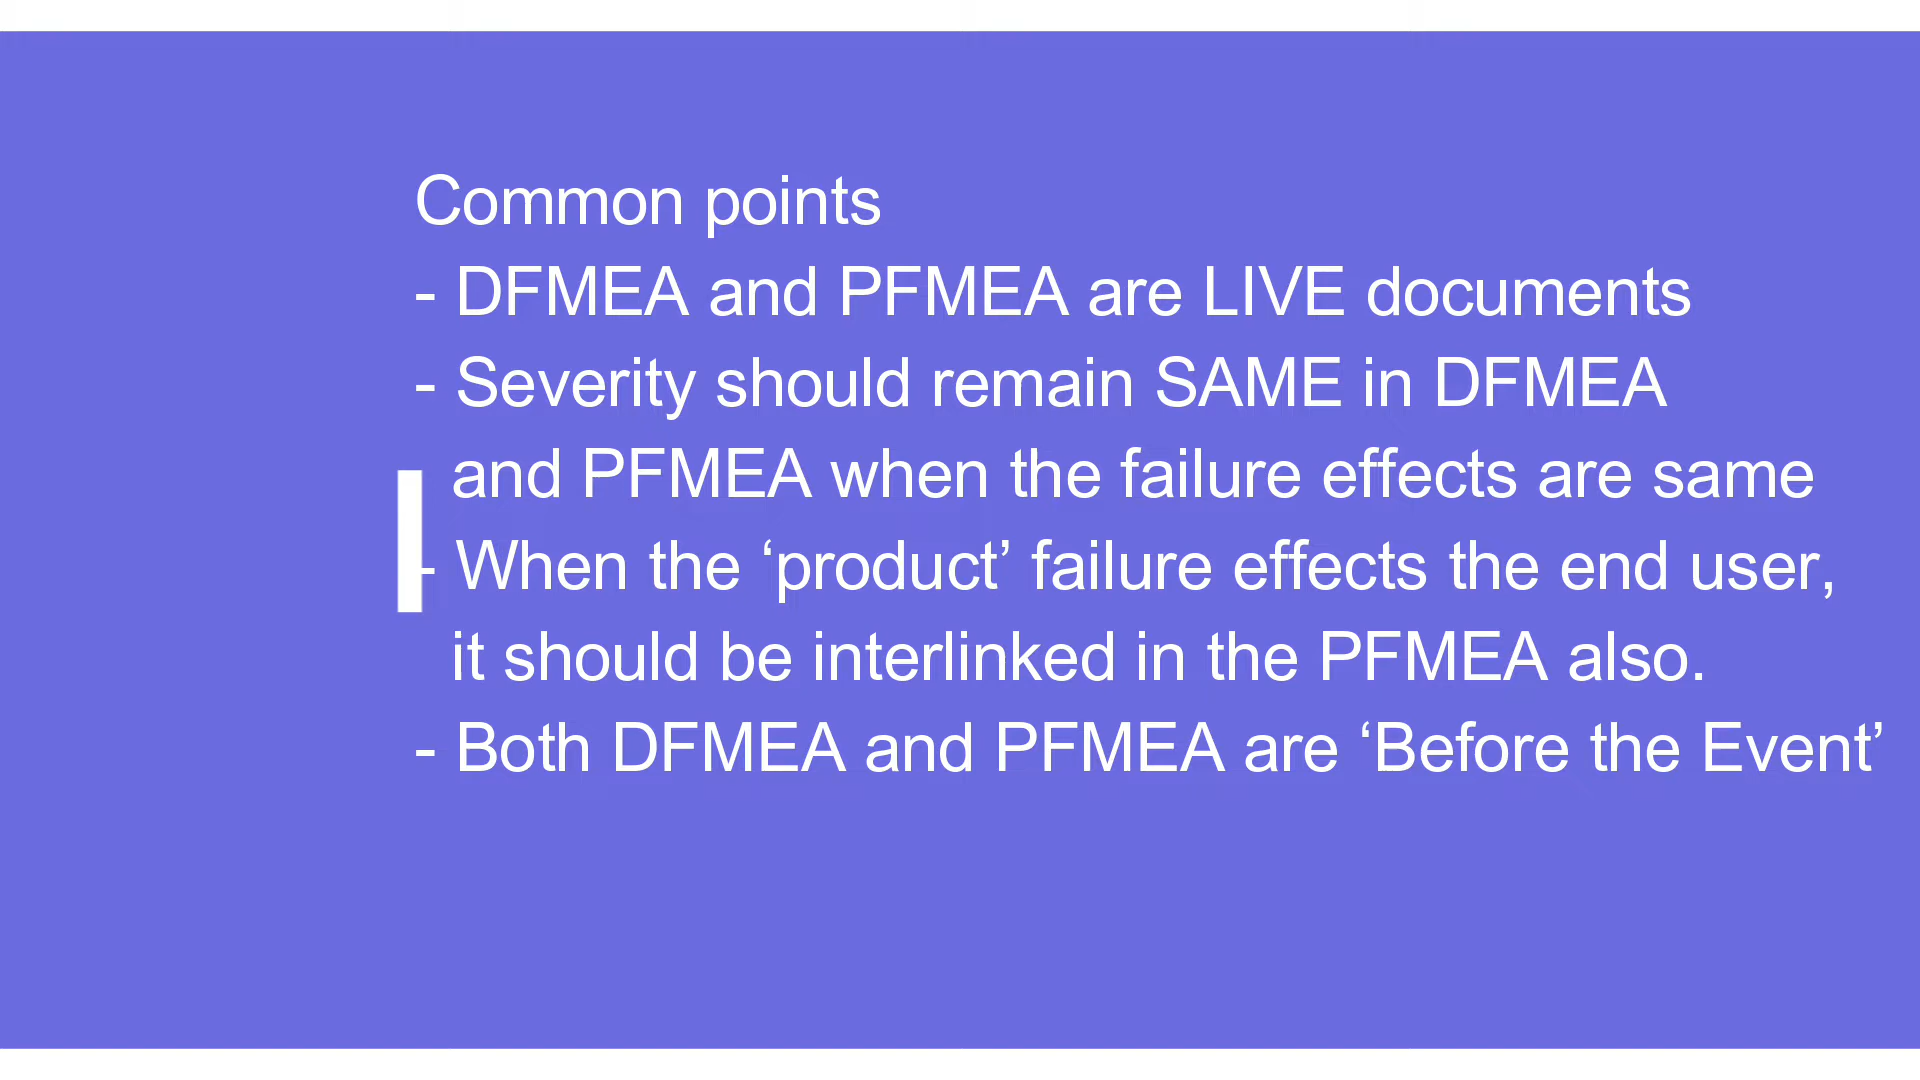 Common points
- DFMEA and PFMEA are LIVE documents
- Severity should remain SAME in DFMEA
and PFMEA when the failure effects are same
- When the ‘product’ failure effects the end user,
it should be interlinked in the PFMEA also.
- Both DFMEA and PFMEA are ‘Before the Event’